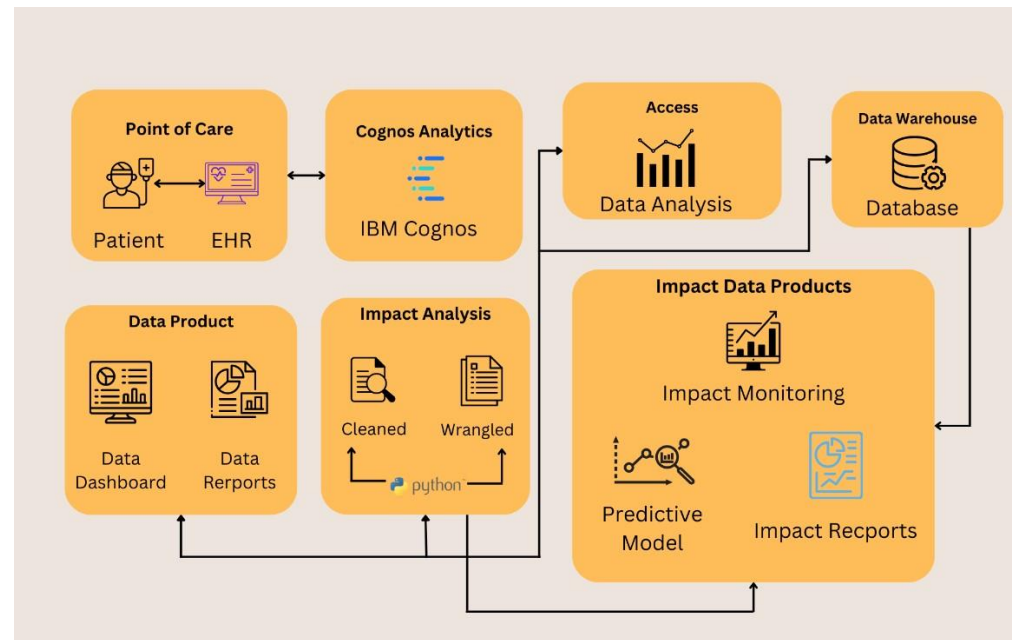 Point of Care
Patient
EHR
Cognos Analytics
IBM Cognos
Access
Data Analysis
Data Warehouse
Database
Data Product
Data
Dashboard
Data
Rerports
Impact Analysis
Cleaned
Wrangled
python
Impact Data Products
Impact Monitoring
Predictive
Model
Impact Recports